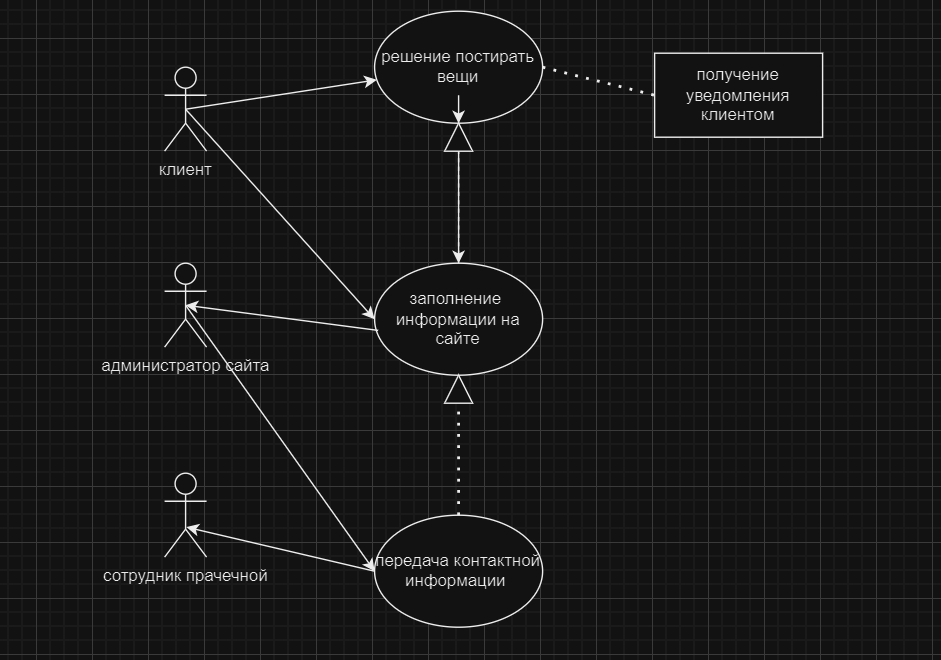 решение постирать
вещи
получение
уведомления
клиентом
клиент
заполнение
информации на
сайте
администратор сайта
передача контактной
информации
сотрудник прачечной